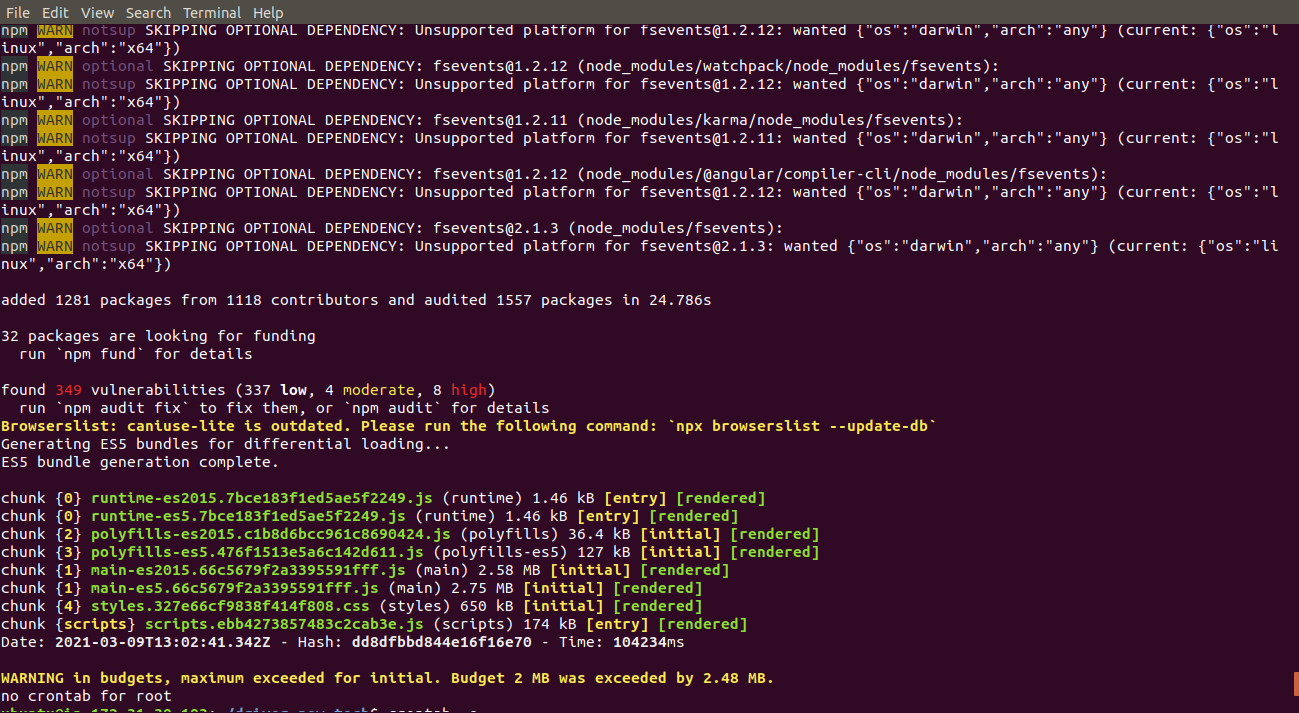 File Edit View Search Terminal Help
npm WARN notsup SKIPPING OPTIONAL DEPENDENCY: Unsupported platform for fsevents@1.2.12: wanted {"os":"darwin","arch":"any"} (current: {"os":"l
inux","arch":"x64"})
npm WARN optional SKIPPING OPTIONAL DEPENDENCY: fsevents@1.2.12 (node_modules/watchpack/node_modules/fsevents):
npm WARN notsup SKIPPING OPTIONAL DEPENDENCY: Unsupported platform for fsevents@1.2.12: wanted {"os":"darwin","arch":"any"} (current: {"os":"l
inux","arch":"x64"})
npm WARN optional SKIPPING OPTIONAL DEPENDENCY: fsevents@1.2.11 (node_modules/karma/node_modules/fsevents):
npm WARN notsup SKIPPING OPTIONAL DEPENDENCY: Unsupported platform for fsevents@1.2.11: wanted {"os":"darwin","arch":"any"} (current: {"os":"l
inux","arch":"x64"})
npm WARN optional SKIPPING OPTIONAL DEPENDENCY: fsevents@1.2.12 (node_modules/@angular/compiler-cli/node_modules/fsevents):
npm WARN notsup SKIPPING OPTIONAL DEPENDENCY: Unsupported platform for fsevents@1.2.12: wanted {"os":"darwin","arch":"any"} (current: {"os":"l
inux","arch":"x64"})
npm WARN optional SKIPPING OPTIONAL DEPENDENCY: fsevents@2.1.3 (node_modules/fsevents):
npm WARN notsup SKIPPING OPTIONAL DEPENDENCY: Unsupported platform for fsevents@2.1.3: wanted {"os":"darwin","arch":"any"} (current: {"os":"li
nux","arch":"x64"})
added 1281 packages from 1118 contributors and audited 1557 packages in 24.786s
32 packages are looking for funding
run `npm fund` for details
found 349 vulnerabilities (337 low, 4 moderate, 8 high)
run `npm audit fix` to fix them, or `npm audit` for details
Browserslist: caniuse-lite is outdated. Please run the following command: `npx browserslist --update-db`
Generating ES5 bundles for differential loading...
ES5 bundle generation complete.
chunk {0} runtime-es2015.7bce183f1ed5ae5f2249.js (runtime) 1.46 kB [entry] [rendered]
chunk {0} runtime-es5.7bce183f1ed5ae5f2249.js (runtime) 1.46 kB [entry] [rendered]
chunk {2} polyfills-es2015.c1b8d6bcc961c8690424.js (polyfills) 36.4 kB [initial] [rendered]
chunk {3} polyfills-es5.476f1513e5a6c142d611.js (polyfills-es5) 127 kB [initial] [rendered]
chunk {1} main-es2015.66c5679f2a3395591fff.js (main) 2.58 MB [initial] [rendered]
chunk {1} main-es5.66c5679f2a3395591fff.js (main) 2.75 MB [initial] [rendered]
chunk {4} styles.327e66cf9838f414f808.css (styles) 650 kB [initial] [rendered]
chunk {scripts} scripts.ebb4273857483c2cab3e.js (scripts) 174 kB [entry] [rendered]
Date: 2021-03-09T13:02:41.342Z - Hash: dd8dfbbd844e16f16e70 - Time: 104234ms
WARNING in budgets, maximum exceeded for initial. Budget 2 MB was exceeded by 2.48 MB.
no crontab for root